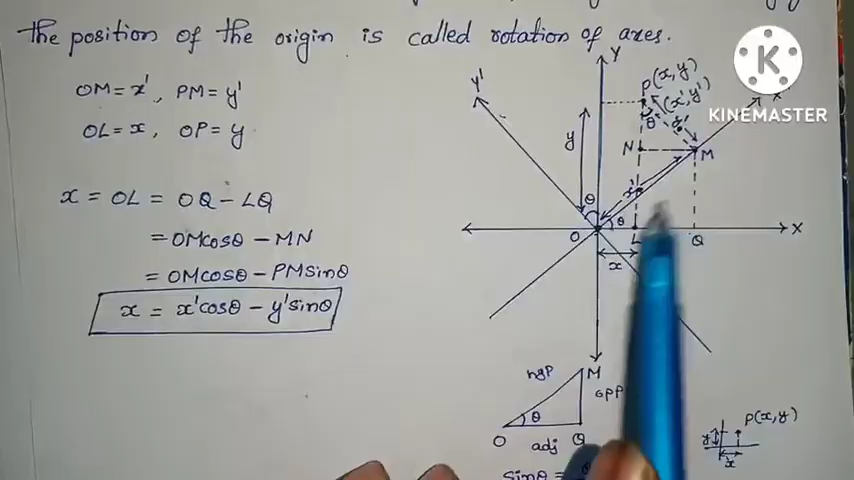 the position of the origin is called rotation of axes.
OM = x', PM = y'
OL = x, OP = y
x = OL = OQ - LQ
= OMcosθ - MN
= OMcosθ - PMsinθ
x = x'cosθ - y'sinθ
K
KINEMASTER
Y
Y'
P(x,y)
(x',y')
X'
θ
y'
y
N
M
x'
θ
θ
O
L
Q
X
x
hyp
M
opp
θ
O
adj
Q
sinθ =
P(x,y)
y
x